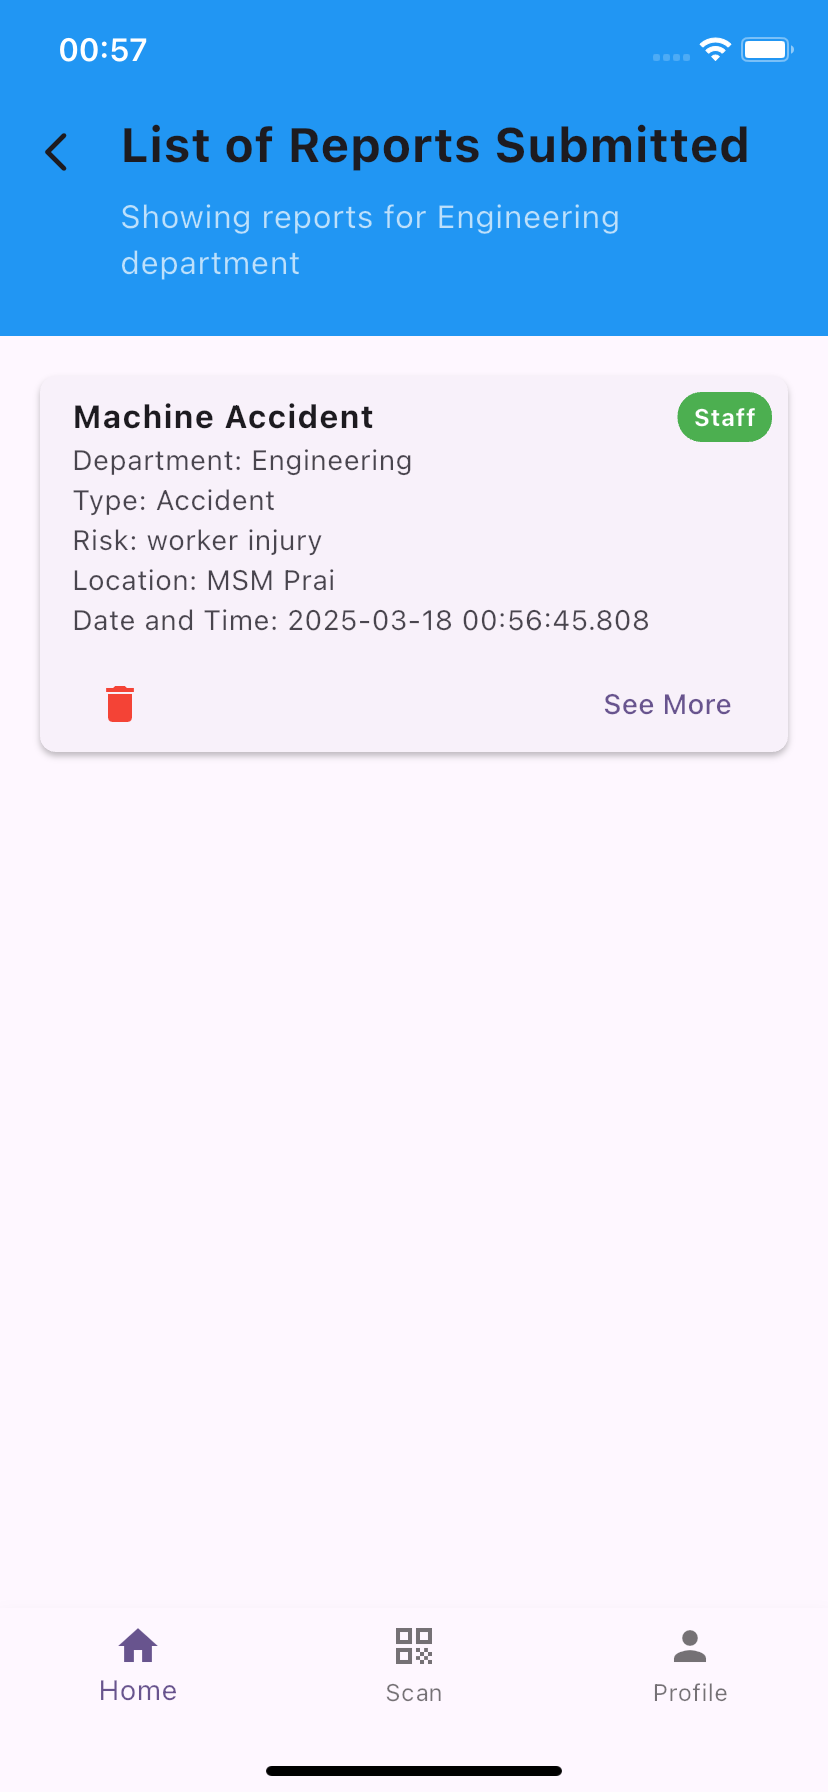 00:57
List of Reports Submitted
Showing reports for Engineering
department
Machine Accident
Staff
Department: Engineering
Type: Accident
Risk: worker injury
Location: MSM Prai
Date and Time: 2025-03-18 00:56:45.808
See More
Home
Scan
Profile